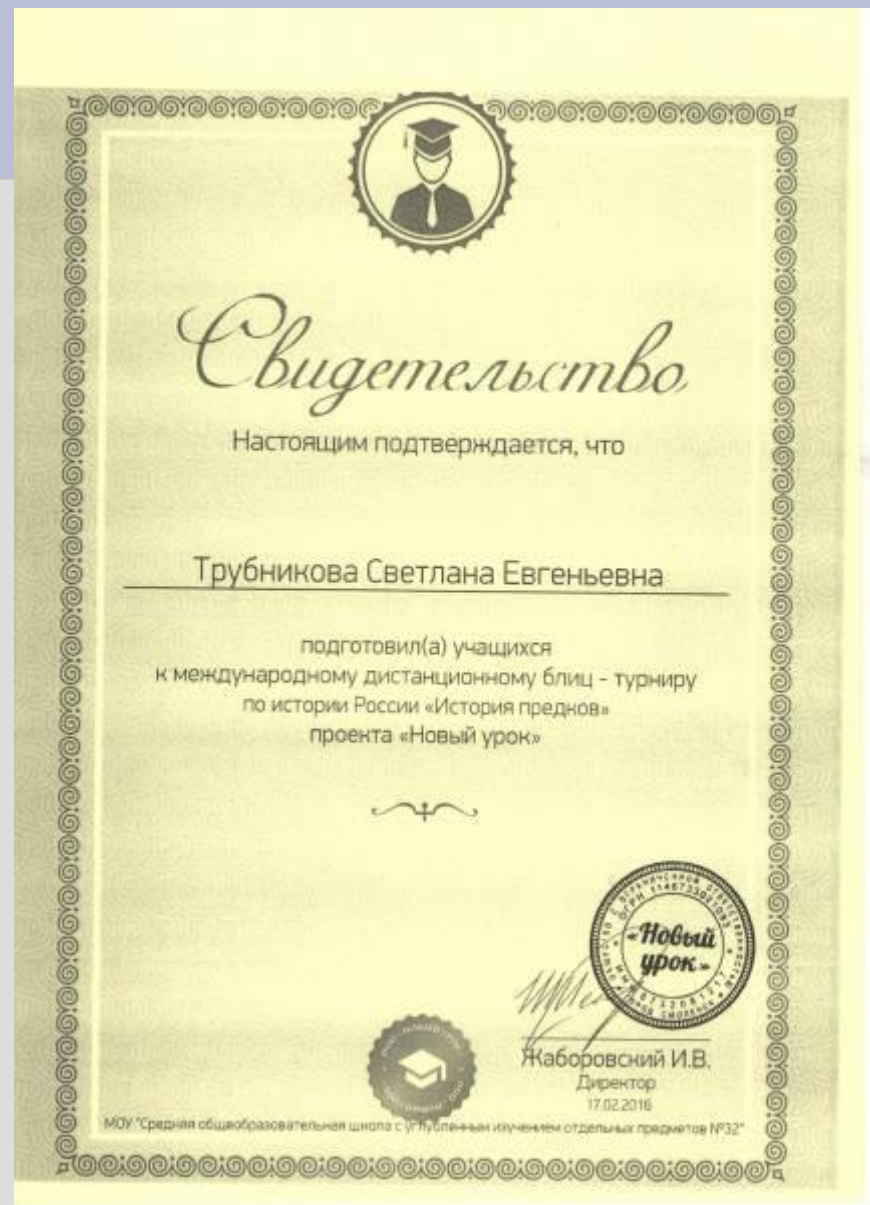 Свидетельство
Настоящим подтверждается, что
Трубникова Светлана Евгеньевна
подготовил(а) учащихся
к международному дистанционному блиц - турниру
по истории России «История предков»
проекта «Новый урок»
«Новый
урок»
Жаборовский И.В.
Директор
17.02.2016
МОУ "Средняя общеобразовательная школа с углубленным изучением отдельных предметов №32"